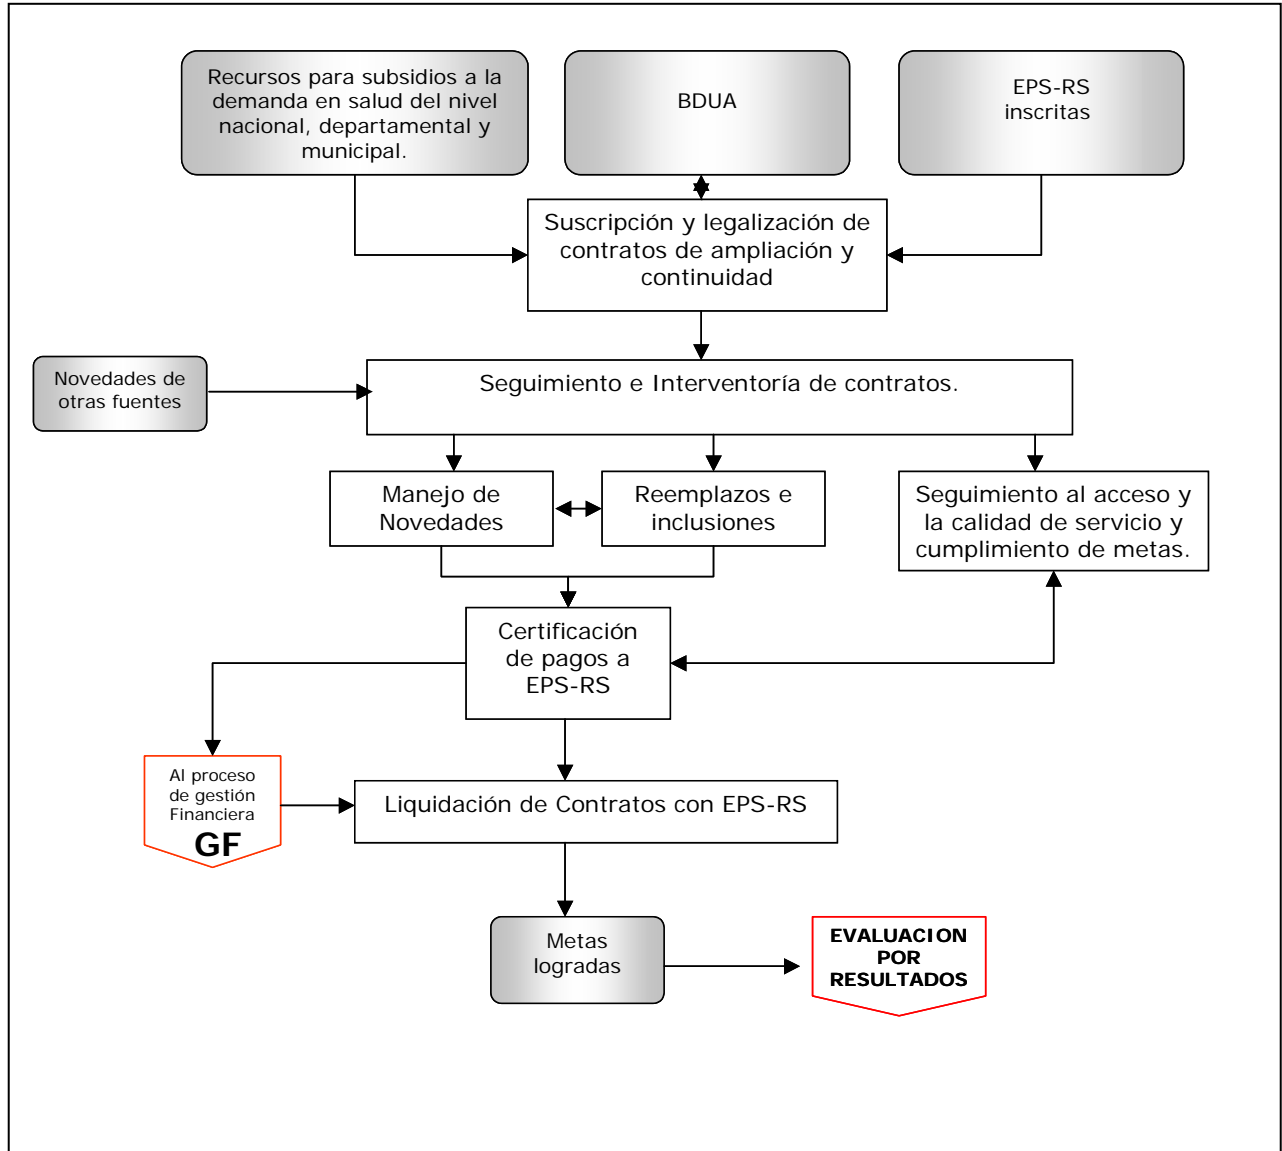 Recursos para subsidios a la
demanda en salud del nivel
nacional, departamental y
municipal.
BDUA
EPS-RS
inscritas
Suscripción y legalización de
contratos de ampliación y
continuidad
Novedades de
otras fuentes
Seguimiento e Interventoría de contratos.
Manejo de
Novedades
Reemplazos e
inclusiones
Seguimiento al acceso y
la calidad de servicio y
cumplimiento de metas.
Certificación
de pagos a
EPS-RS
Al proceso
de gestión
Financiera
GF
Liquidación de Contratos con EPS-RS
Metas
logradas
EVALUACION
POR
RESULTADOS